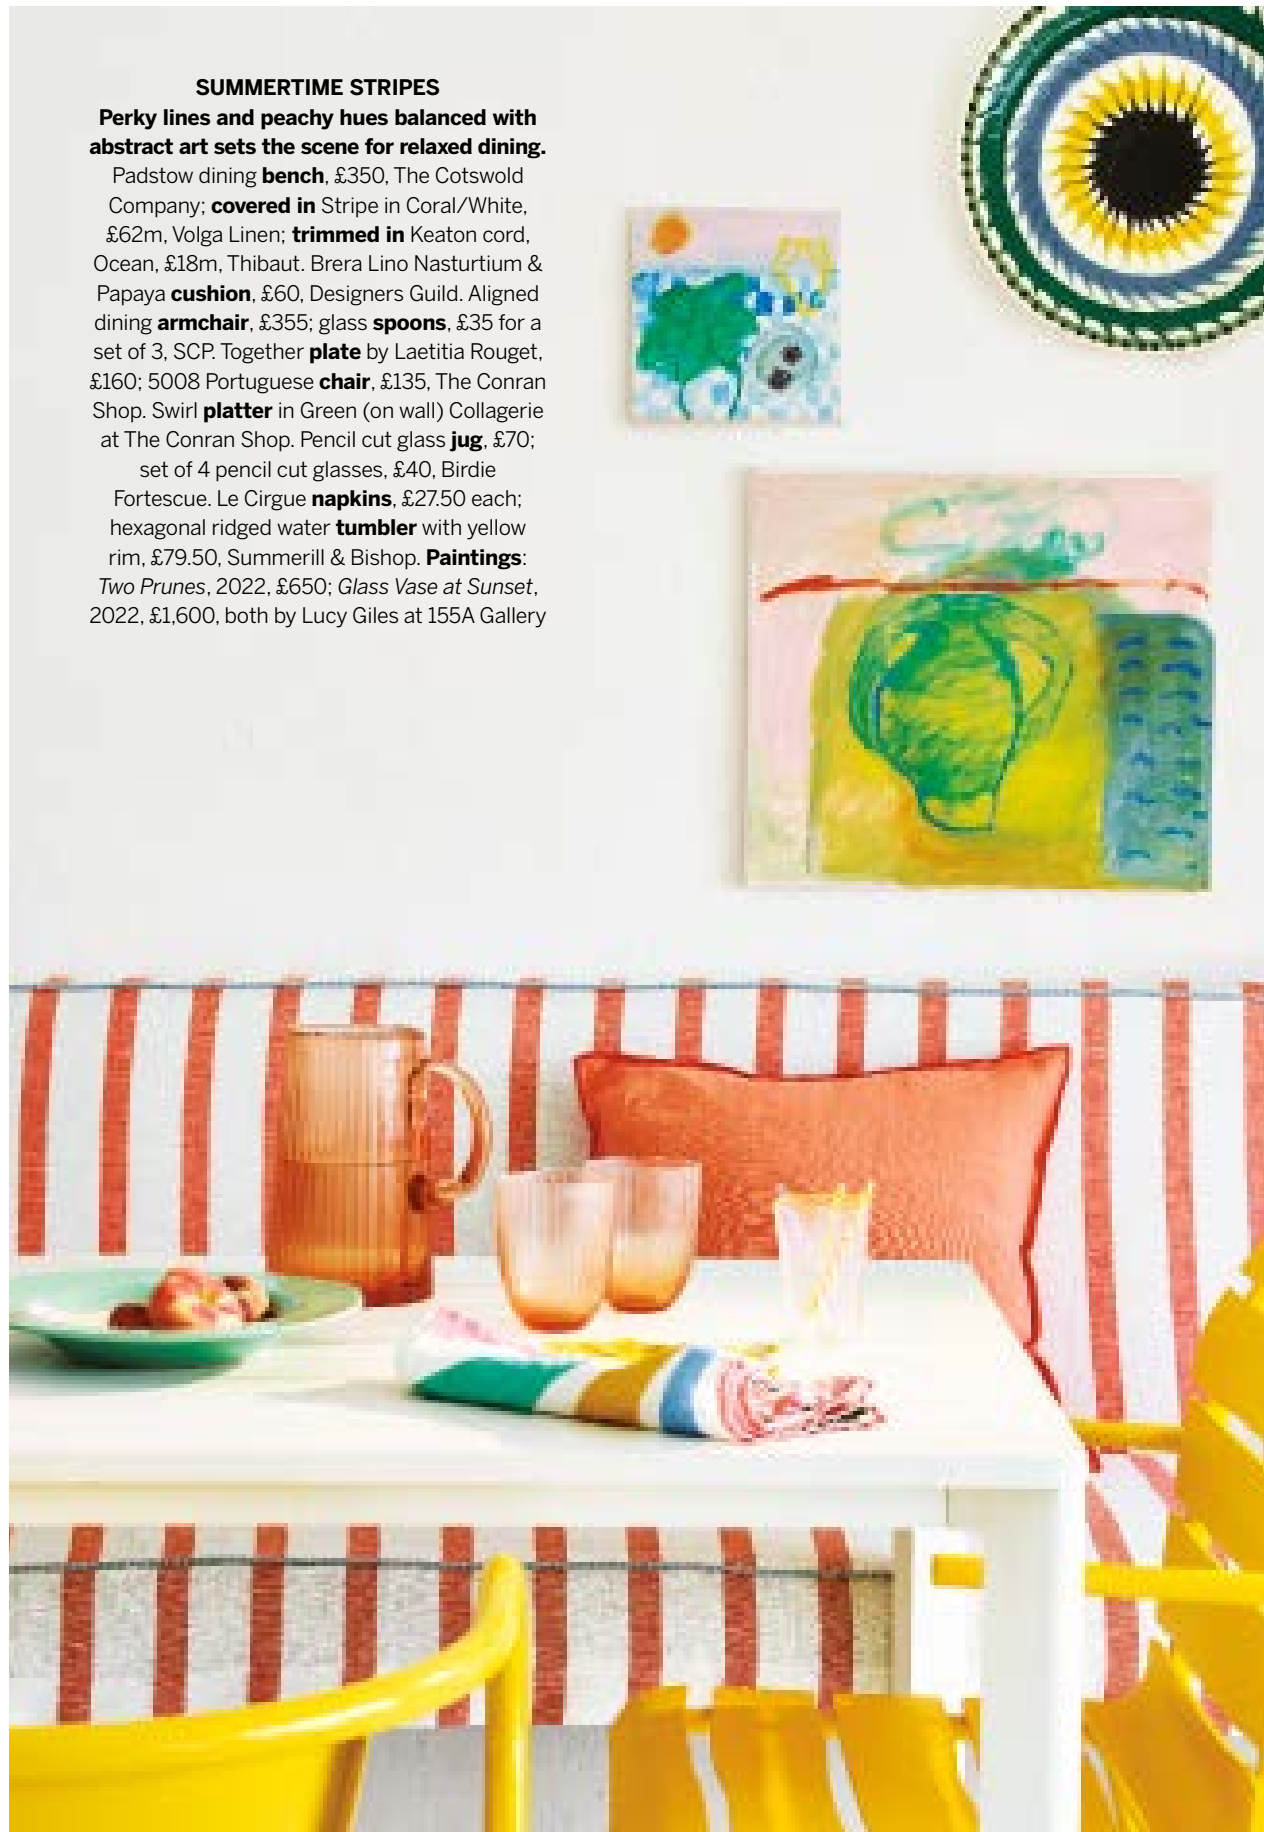 SUMMERTIME STRIPES
Perky lines and peachy hues balanced with
abstract art sets the scene for relaxed dining.
Padstow dining bench, £350, The Cotswold
Company; covered in Stripe in Coral/White,
£62m, Volga Linen; trimmed in Keaton cord,
Ocean, £18m, Thibaut. Brera Lino Nasturtium &
Papaya cushion, £60, Designers Guild. Aligned
dining armchair, £355; glass spoons, £35 for a
set of 3, SCP. Together plate by Laetitia Rouget,
£160; 5008 Portuguese chair, £135, The Conran
Shop. Swirl platter in Green (on wall) Collagerie
at The Conran Shop. Pencil cut glass jug, £70;
set of 4 pencil cut glasses, £40, Birdie
Fortescue. Le Cirgue napkins, £27.50 each;
hexagonal ridged water tumbler with yellow
rim, £79.50, Summerill & Bishop. Paintings:
Two Prunes, 2022, £650; Glass Vase at Sunset,
2022, £1,600, both by Lucy Giles at 155A Gallery